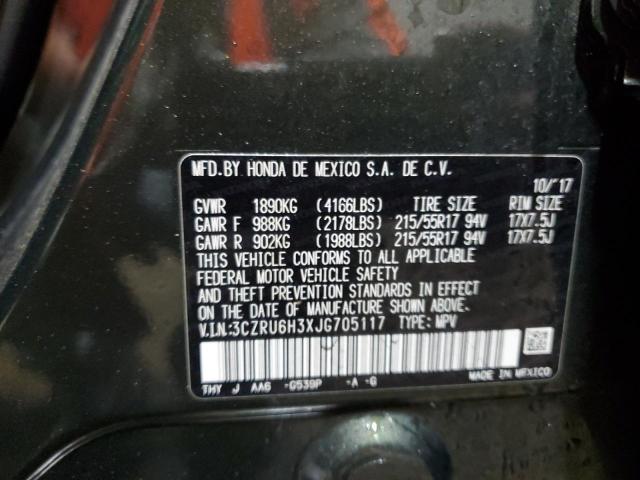 MFD.BY HONDA DE MEXICO S.A. DE C.V.
10/'17
GVWR 1890KG (4166LBS) TIRE SIZE RIM SIZE
GAWR F 988KG (2178LBS) 215/55R17 94V 17X7.5J
GAWR R 902KG (1988LBS) 215/55R17 94V 17X7.5J
THIS VEHICLE CONFORMS TO ALL APPLICABLE
FEDERAL MOTOR VEHICLE SAFETY
AND THEFT PREVENTION STANDARDS IN EFFECT
ON THE DATE OF MANUFACTURE SHOWN ABOVE.
V.I.N:3CZRU6H3XJG705117 TYPE: MPV
THY J AA6 -G539P -A -G
MADE IN MEXICO